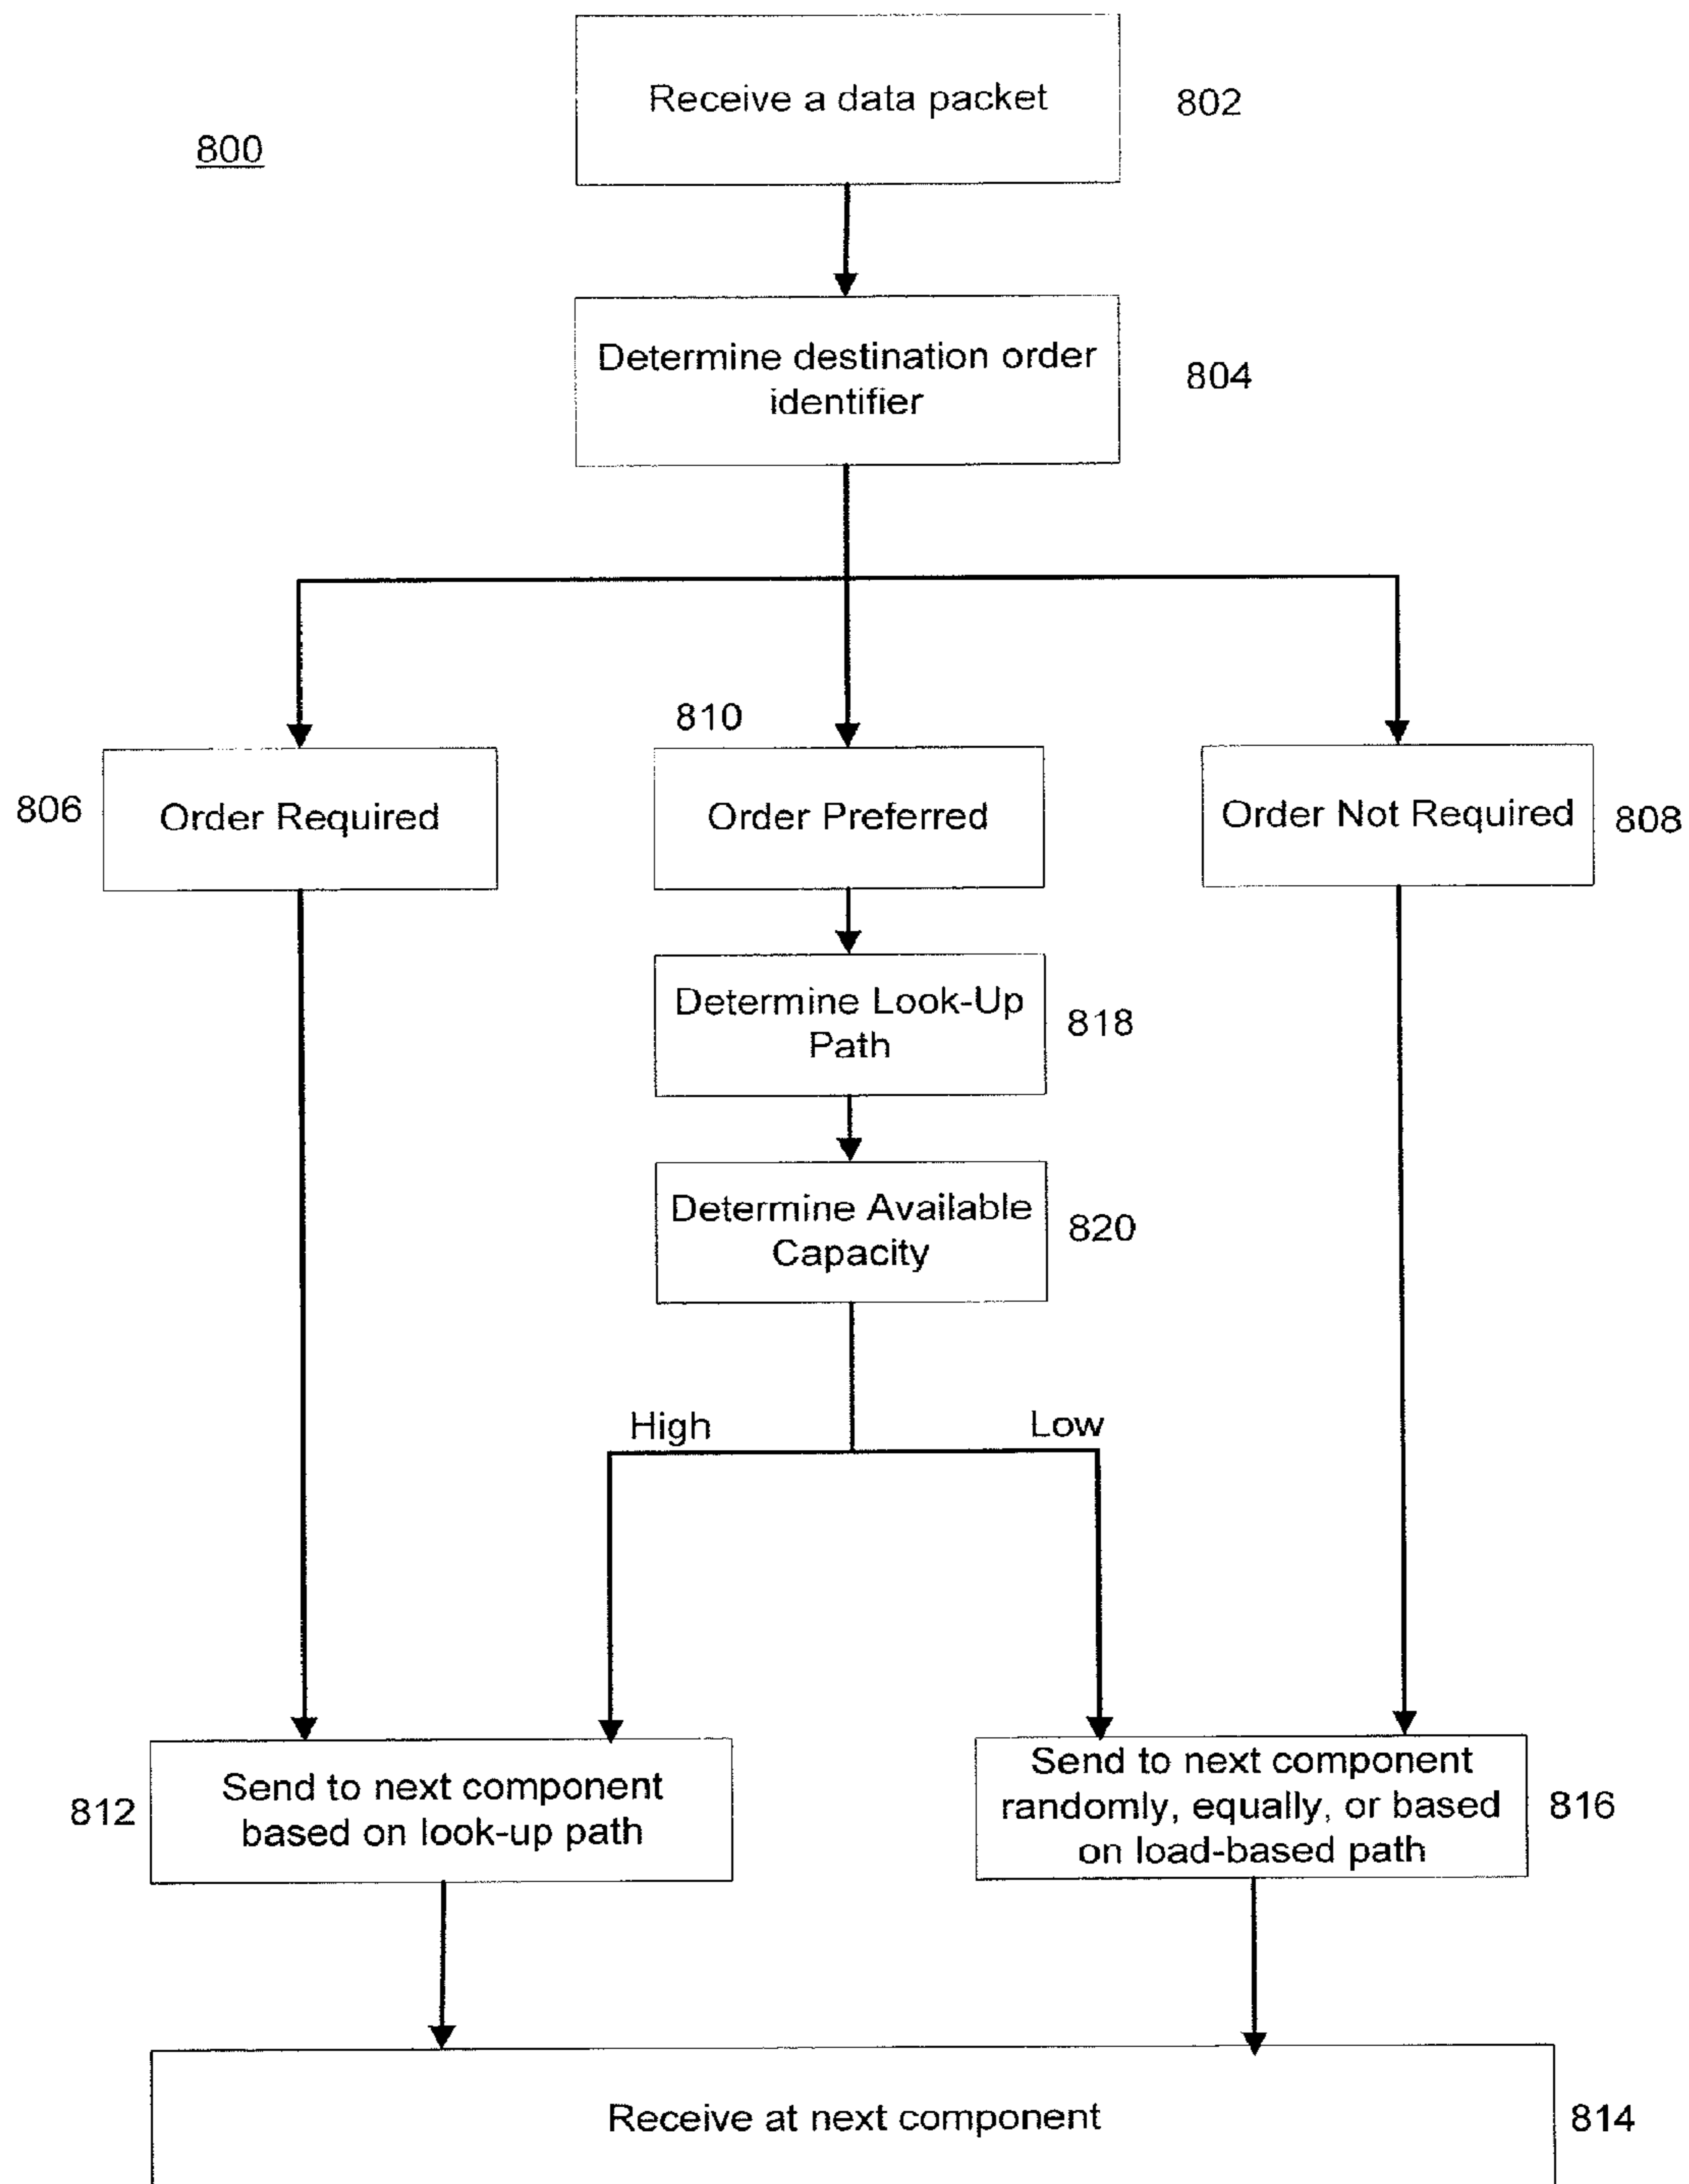 Receive a data packet
802
800
Determine destination order
identifier
804
810
806
Order Required
Order Preferred
Order Not Required
808
Determine Look-Up
Path
818
Determine Available
Capacity
820
High
Low
812
Send to next component
based on look-up path
Send to next component
randomly, equally, or based
on load-based path
816
Receive at next component
814